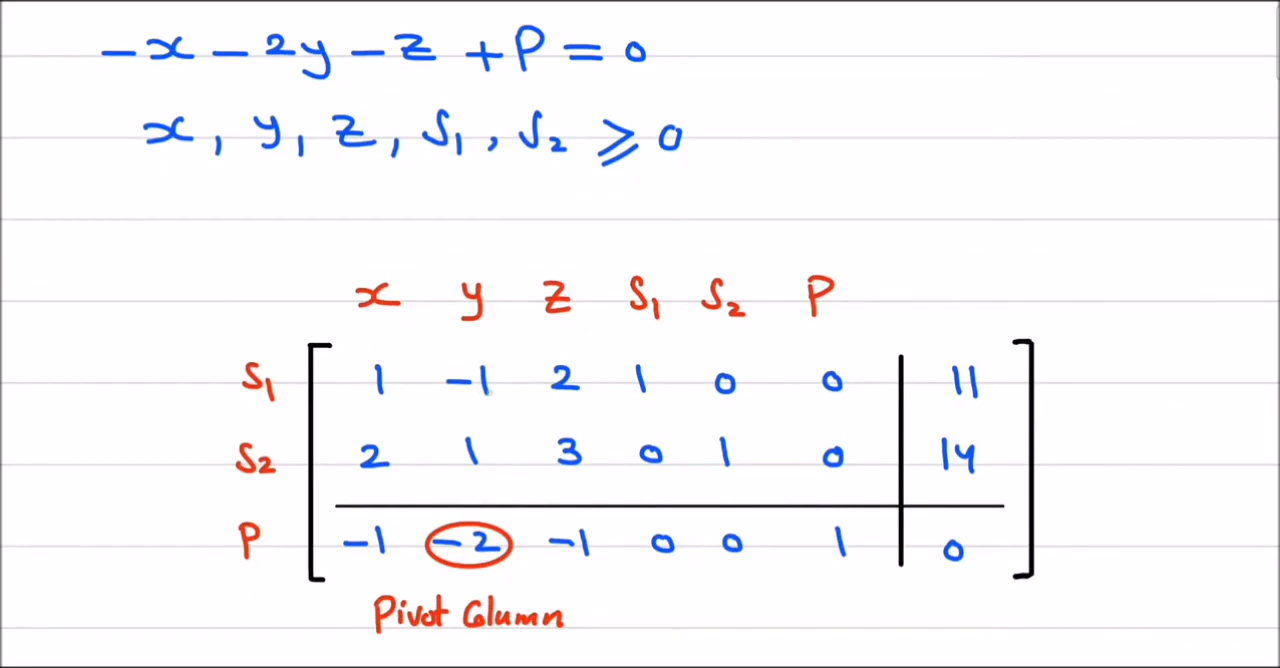 -x - 2y - z + P = 0
x, y, z, S₁, S₂ ⩾ 0
x y z S₁ S₂ P
S₁ 1 -1 2 1 0 0 11
S₂ 2 1 3 0 1 0 14
P -1 -2 -1 0 0 1 0
Pivot Column